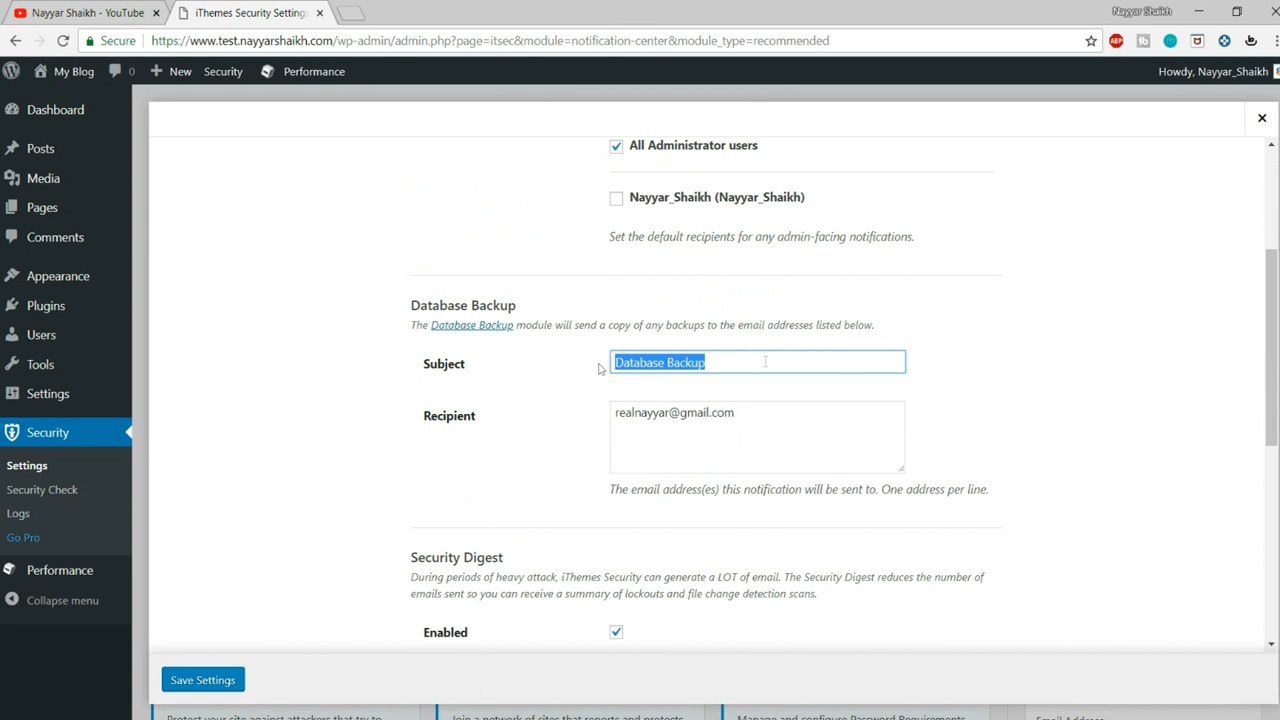 Nayyar Shaikh - YouTube
iThemes Security Settings
Nayyar Shaikh
Secure
https://www.test.nayyarshaikh.com/wp-admin/admin.php?page=itsec&module=notification-center&module_type=recommended
ABP
My Blog
0
New
Security
Performance
Howdy, Nayyar_Shaikh
Dashboard
Posts
Media
Pages
Comments
Appearance
Plugins
Users
Tools
Settings
Security
Settings
Security Check
Logs
Go Pro
Performance
Collapse menu
All Administrator users
Nayyar_Shaikh (Nayyar_Shaikh)
Set the default recipients for any admin-facing notifications.
Database Backup
The Database Backup module will send a copy of any backups to the email addresses listed below.
Subject
Database Backup
Recipient
realnayyar@gmail.com
The email address(es) this notification will be sent to. One address per line.
Security Digest
During periods of heavy attack, iThemes Security can generate a LOT of email. The Security Digest reduces the number of
emails sent so you can receive a summary of lockouts and file change detection scans.
Enabled
Save Settings
Protect your site against attackers that try to
Join a network of sites that reports and protects
Manage and configure Password Requirements
Email Address